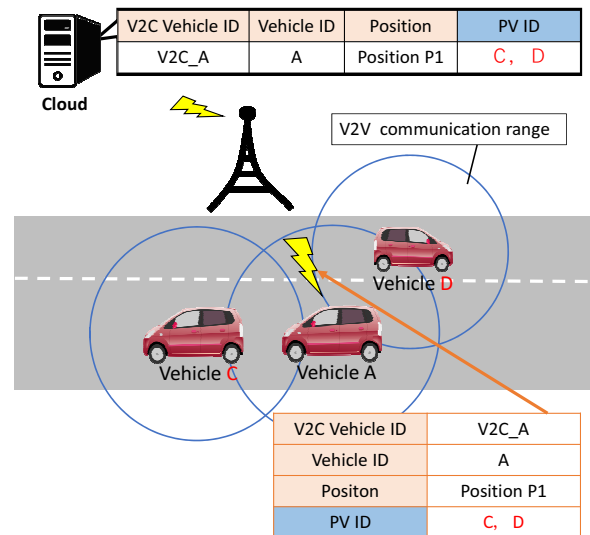 V2C Vehicle ID Vehicle ID Position PV ID
V2C_A A Position P1 C, D
Cloud
V2V communication range
Vehicle D
Vehicle C
Vehicle A
V2C Vehicle ID V2C_A
Vehicle ID A
Positon Position P1
PV ID C, D